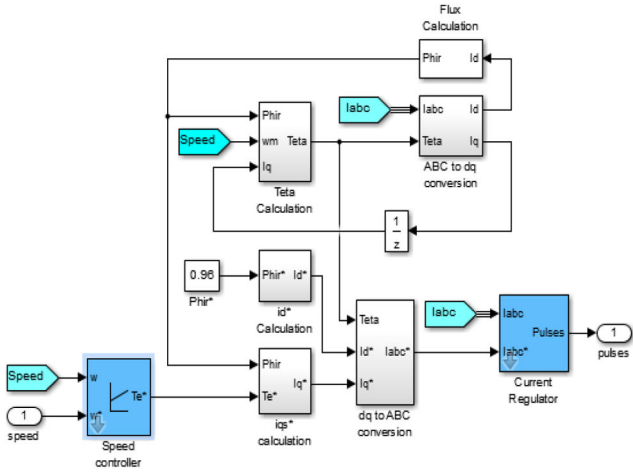 Flux
Calculation
Phir
Id
Iabc
Iabc
Id
Teta
Iq
ABC to dq
conversion
Phir
Speed
wm
Teta
Iq
Teta
Calculation
1
z
0.96
Phir*
Phir*
Id*
id*
Calculation
Teta
Id*
Iabc*
Iq*
dq to ABC
conversion
Iabc
Iabc
Pulses
Iabc*
Current
Regulator
1
pulses
Phir
Iq*
Te*
iqs*
calculation
Speed
w
Te*
w*
1
speed
Speed
controller